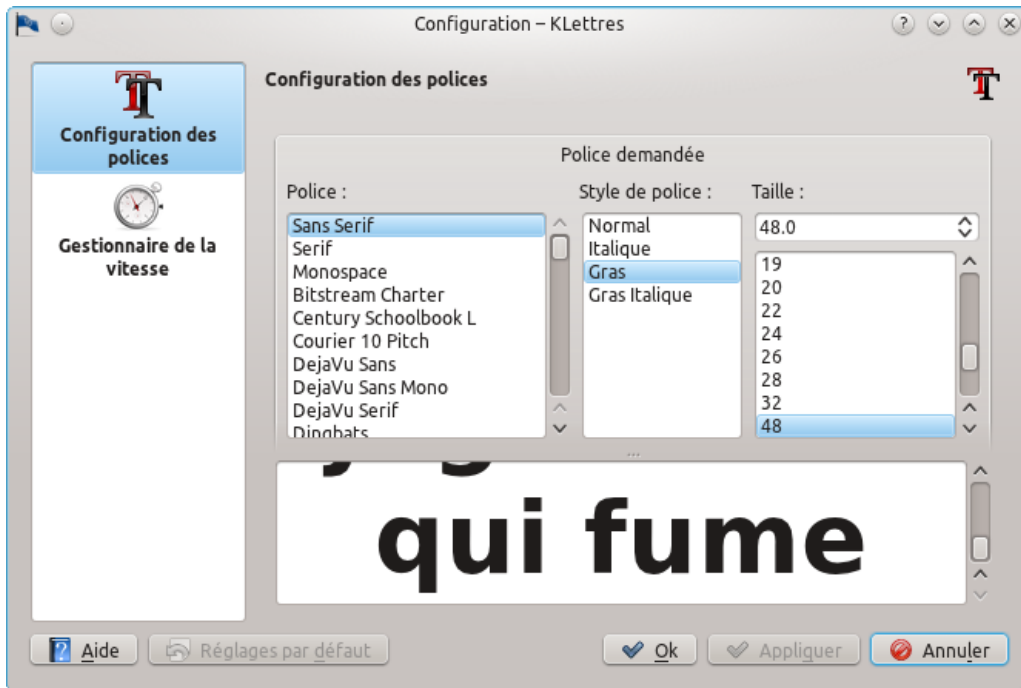 Configuration – KLettres
Configuration des
polices
Gestionnaire de la
vitesse
Configuration des polices
Police demandée
Police :
Sans Serif
Serif
Monospace
Bitstream Charter
Century Schoolbook L
Courier 10 Pitch
DejaVu Sans
DejaVu Sans Mono
DejaVu Serif
Dingbats
Style de police :
Normal
Italique
Gras
Gras Italique
Taille :
48.0
19
20
22
24
26
28
32
48
qui fume
Aide
Réglages par défaut
Ok
Appliquer
Annuler